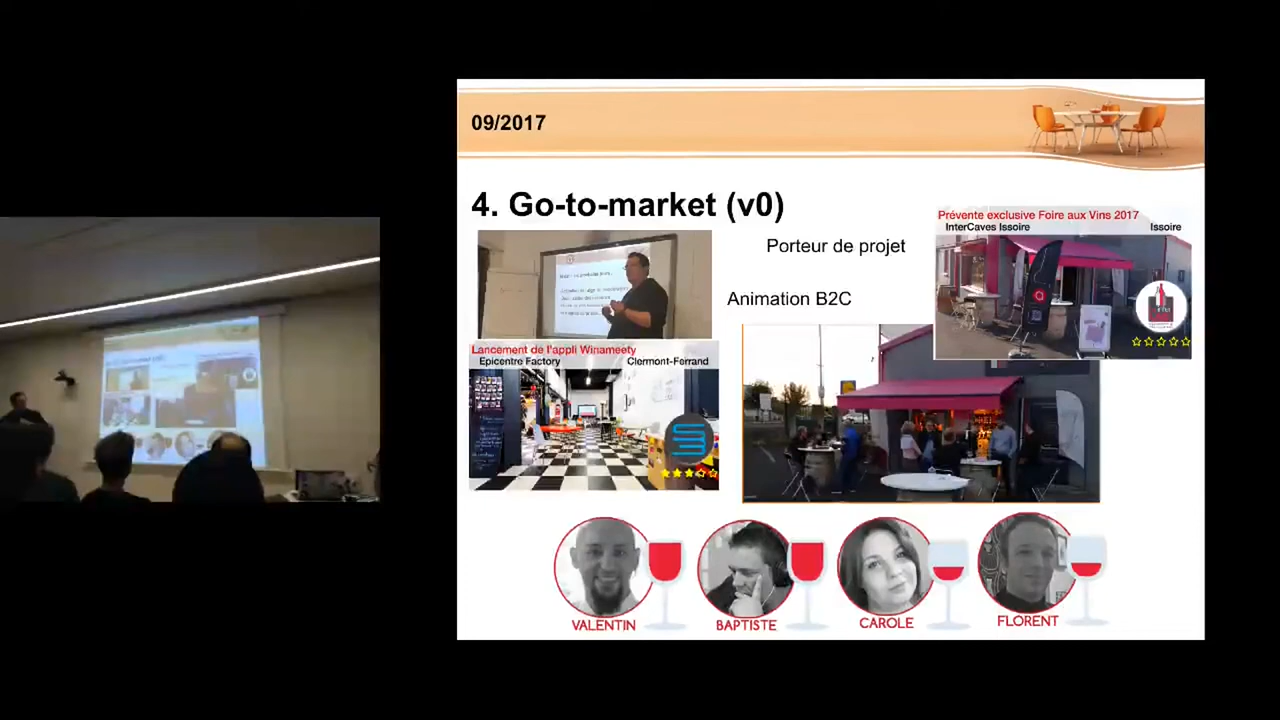 09/2017
4. Go-to-market (v0)
Porteur de projet
Animation B2C
Prévente exclusive Foire aux Vins 2017
InterCaves Issoire
Issoire
Lancement de l'appli Winameety
Epicentre Factory
Clermont-Ferrand
VALENTIN
BAPTISTE
CAROLE
FLORENT